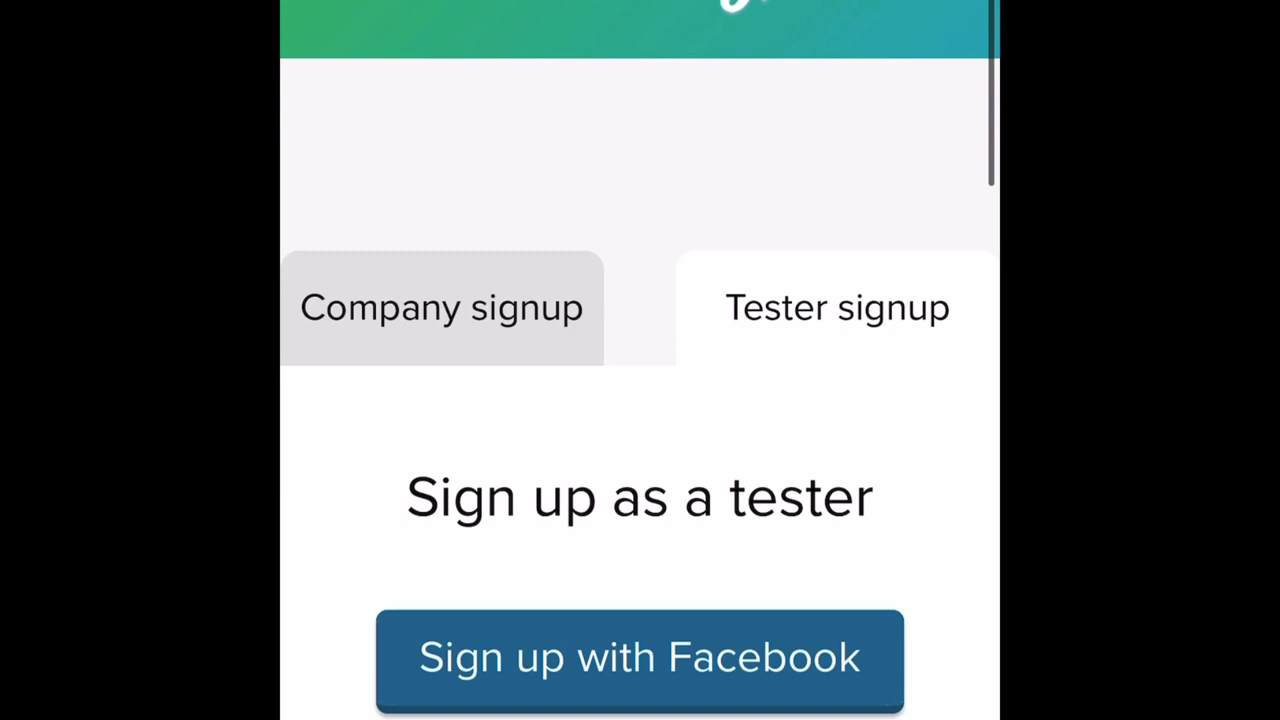 Company signup
Tester signup
Sign up as a tester
Sign up with Facebook